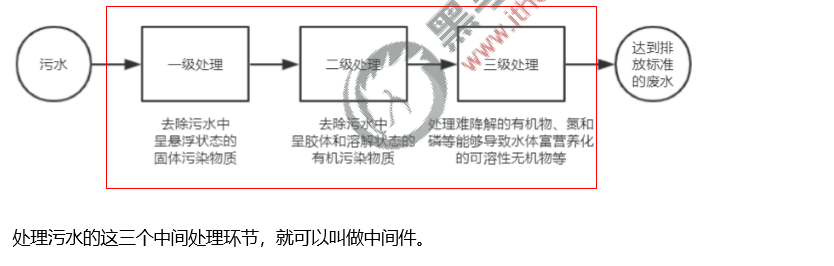 污水
一级处理
二级处理
三级处理
达到排
放标准
的废水
去除污水中
呈悬浮状态的
固体污染物质
去除污水中
呈胶体和溶解状态的
有机污染物质
处理难降解的有机物、氮和
磷等能够导致水体富营养化
的可溶性无机物等
处理污水的这三个中间处理环节，就可以叫做中间件。